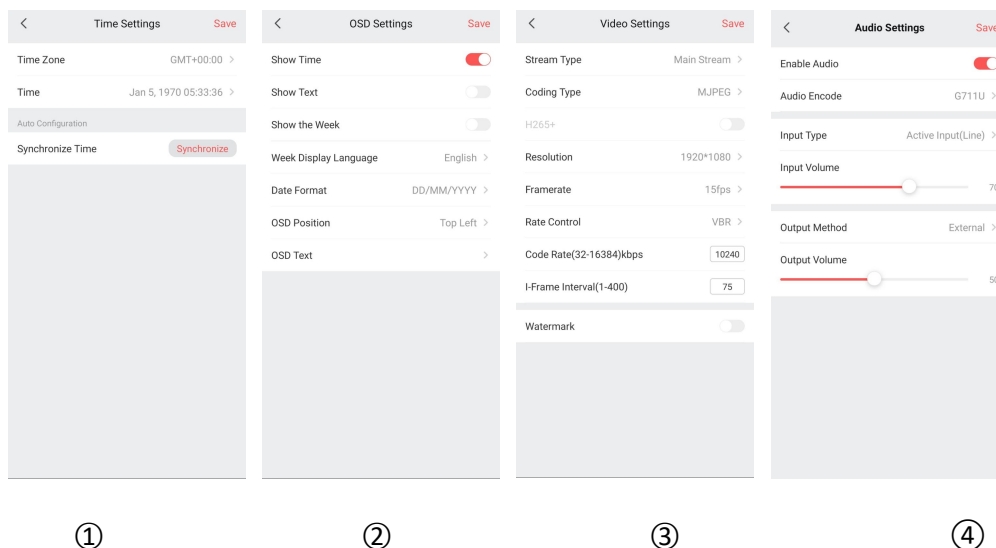 Time Settings Save
Time Zone GMT+00:00
Time Jan 5, 1970 05:33:36
Auto Configuration
Synchronize Time Synchronize
OSD Settings Save
Show Time
Show Text
Show the Week
Week Display Language English
Date Format DD/MM/YYYY
OSD Position Top Left
OSD Text
Video Settings Save
Stream Type Main Stream
Coding Type MJPEG
H265+
Resolution 1920*1080
Framerate 15fps
Rate Control VBR
Code Rate(32-16384)kbps 10240
I-Frame Interval(1-400) 75
Watermark
Audio Settings Save
Enable Audio
Audio Encode G711U
Input Type Active Input(Line)
Input Volume
70
Output Method External
Output Volume
50
① ② ③ ④